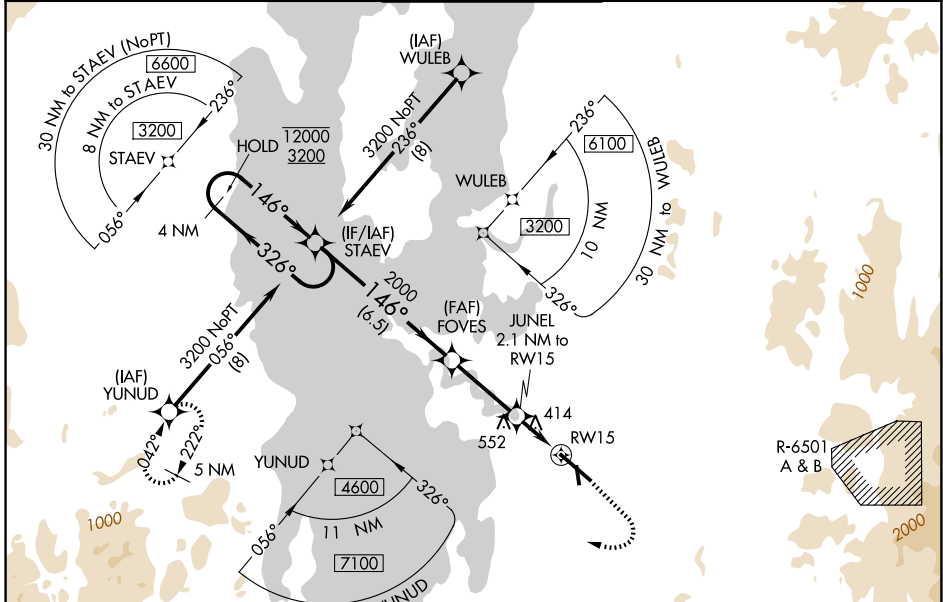 30 NM to STAEV (NoPT)
6600
8 NM to STAEV
3200
STAEV
236°
056°
HOLD
12000
3200
4 NM
146°
326°
(IAF)
WULEB
3200 NoPT
236°
(8)
(IF/IAF)
STAEV
2000
146°
(6.5)
(FAF)
FOVES
JUNEL
2.1 NM to
RW15
414
552
RW15
WULEB
236°
6100
3200
10 NM
30 NM to WULEB
326°
3200 NoPT
056°
(8)
(IAF)
YUNUD
042°
222°
5 NM
YUNUD
4600
326°
056°
11 NM
7100
YUNUD
R-6501
A & B
1000
1000
2000